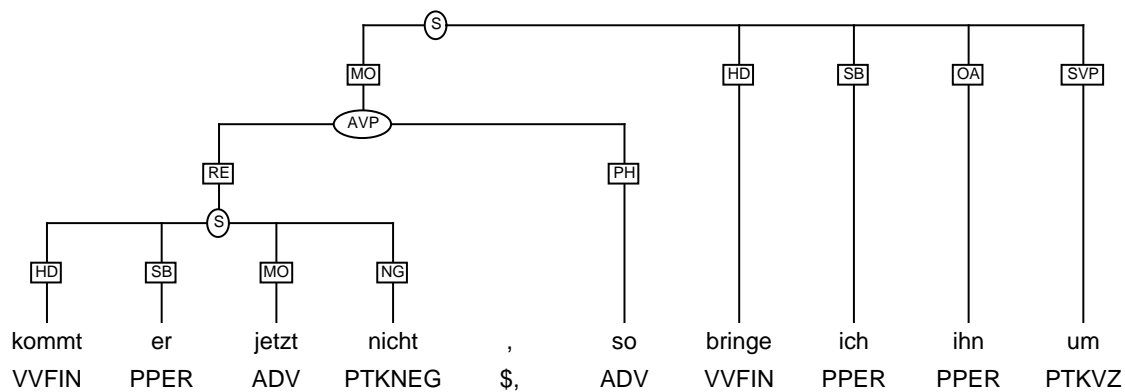 S
MO HD SB OA SVP
AVP
RE PH
S
HD SB MO NG
kommt er jetzt nicht , so bringe ich ihn um
VVFIN PPER ADV PTKNEG $, ADV VVFIN PPER PPER PTKVZ